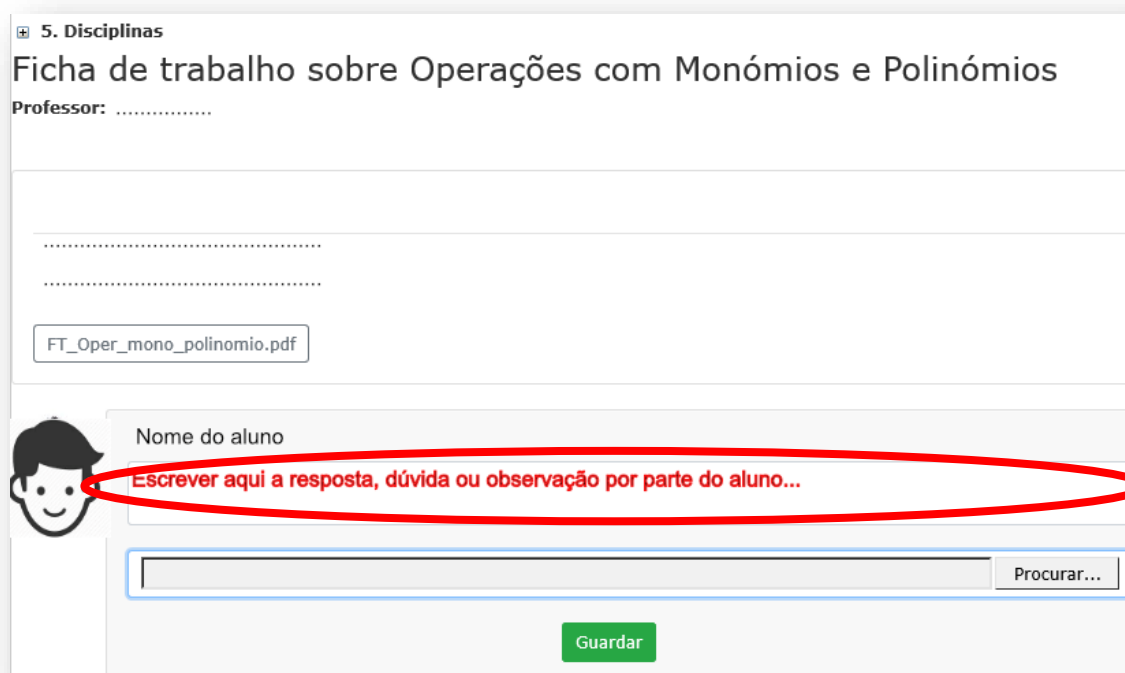 5. Disciplinas
Ficha de trabalho sobre Operações com Monómios e Polinómios
Professor: ................
..............................................
..............................................
FT_Oper_mono_polinomio.pdf
Nome do aluno
Escrever aqui a resposta, dúvida ou observação por parte do aluno...
Procurar...
Guardar